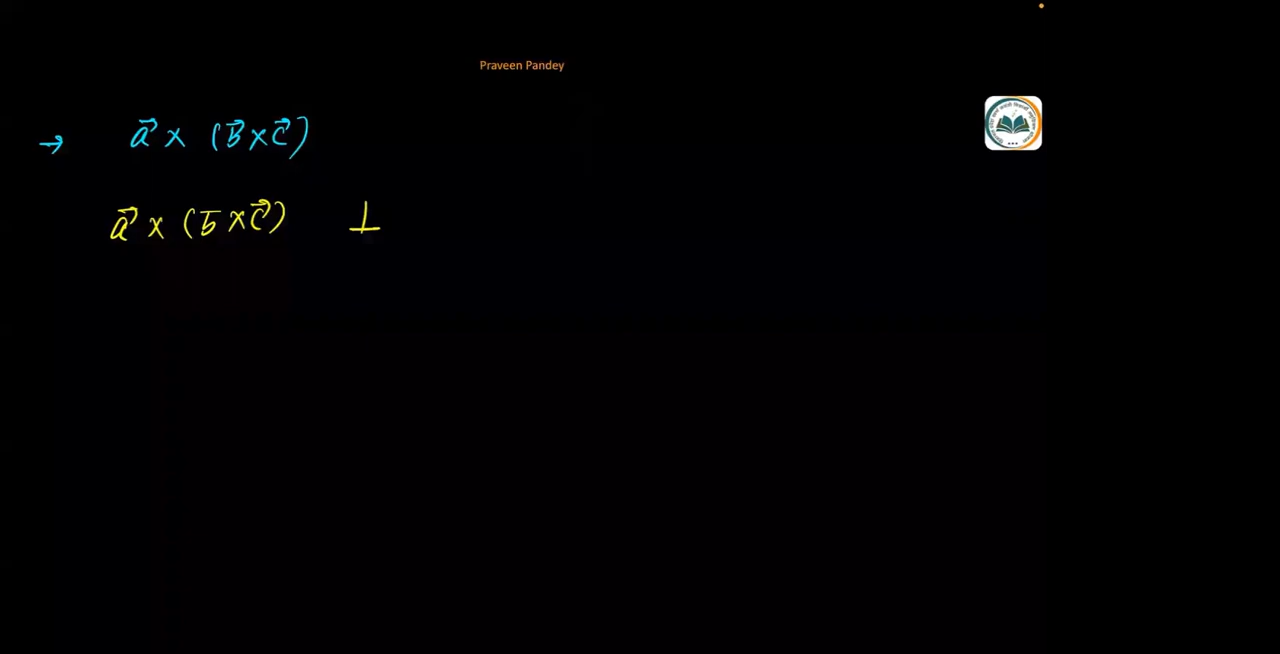 Praveen Pandey
→ a⃗ × (b⃗ × c⃗)
a⃗ × (b̄ × c⃗) ⊥